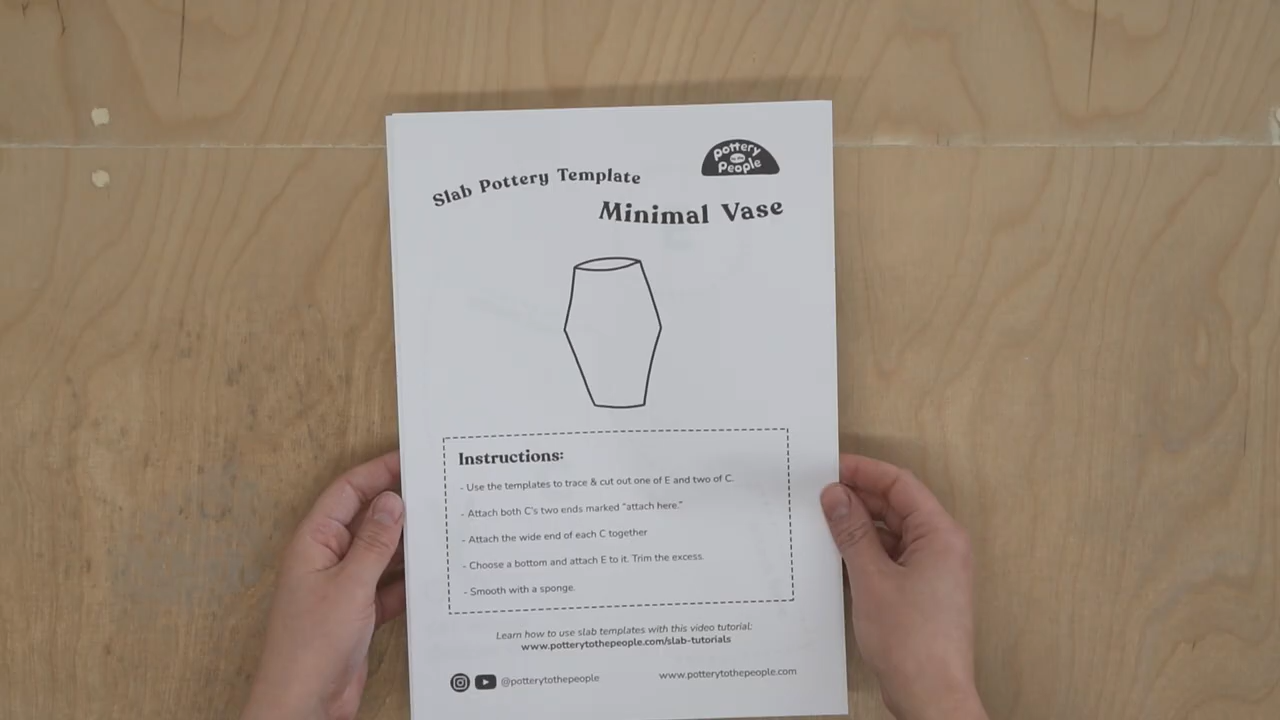 Pottery
to the
People
Slab Pottery Template
Minimal Vase
Instructions:
- Use the templates to trace & cut out one of E and two of C.
- Attach both C's two ends marked "attach here."
- Attach the wide end of each C together
- Choose a bottom and attach E to it. Trim the excess.
- Smooth with a sponge.
Learn how to use slab templates with this video tutorial:
www.potterytothepeople.com/slab-tutorials
@potterytothepeople
www.potterytothepeople.com